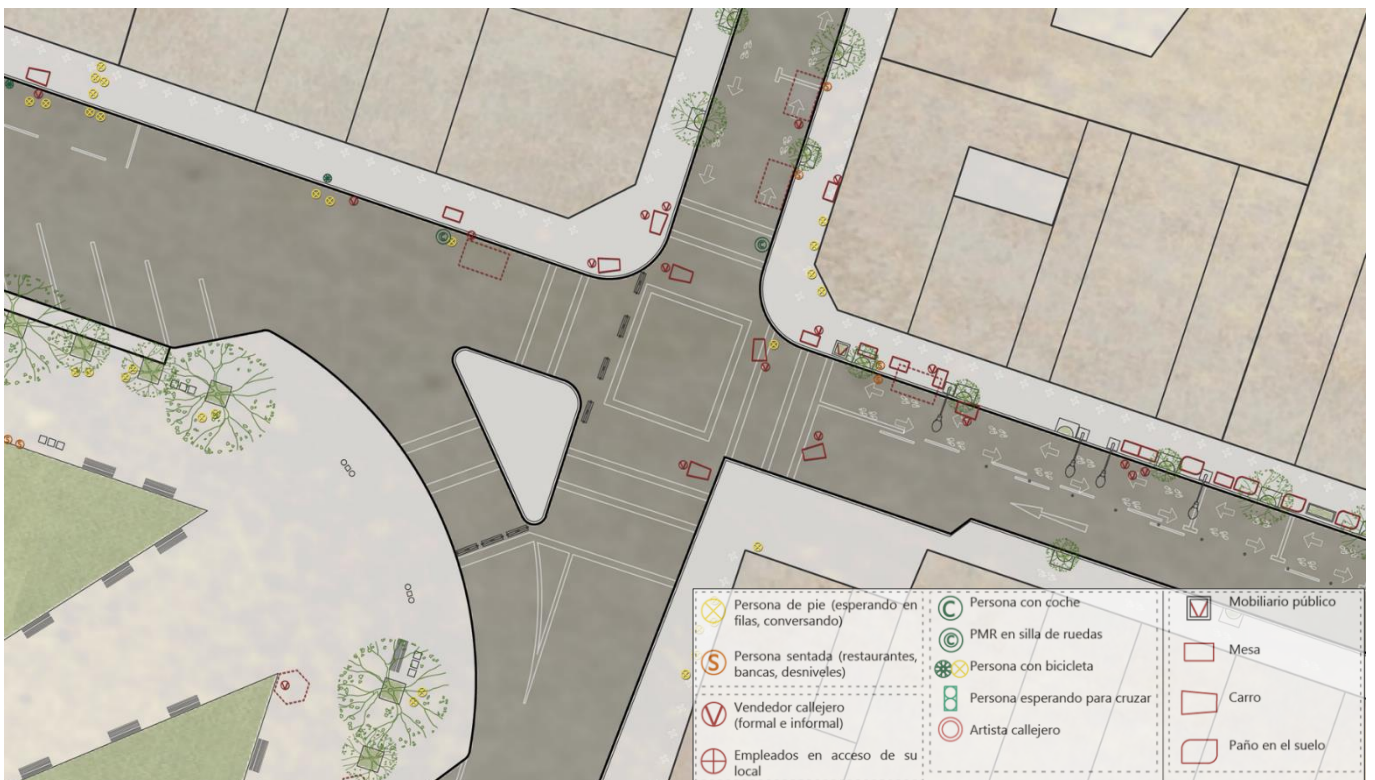 Persona de pie (esperando en
filas, conversando)
Persona sentada (restaurantes,
bancas, desniveles)
Vendedor callejero
(formal e informal)
Empleados en acceso de su
local
Persona con coche
PMR en silla de ruedas
Persona con bicicleta
Persona esperando para cruzar
Artista callejero
Mobiliario público
Mesa
Carro
Paño en el suelo